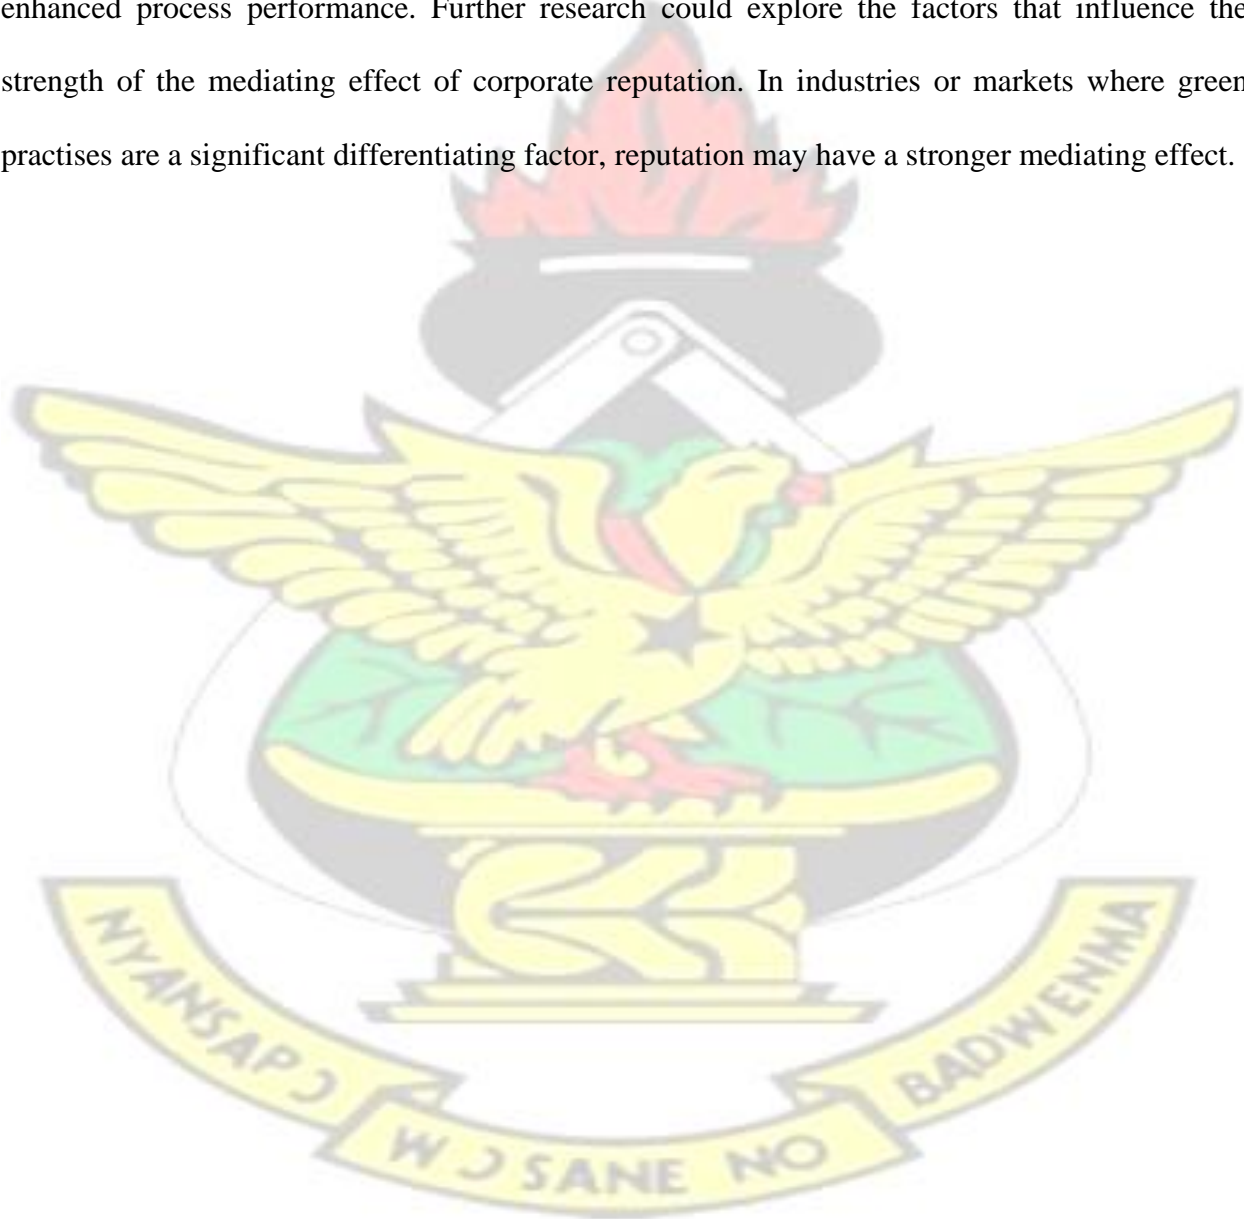 enhanced process performance. Further research could explore the factors that influence the
strength of the mediating effect of corporate reputation. In industries or markets where green
practises are a significant differentiating factor, reputation may have a stronger mediating effect.
NYANSAPƆ
WƆ SANE NO
BADWENMA